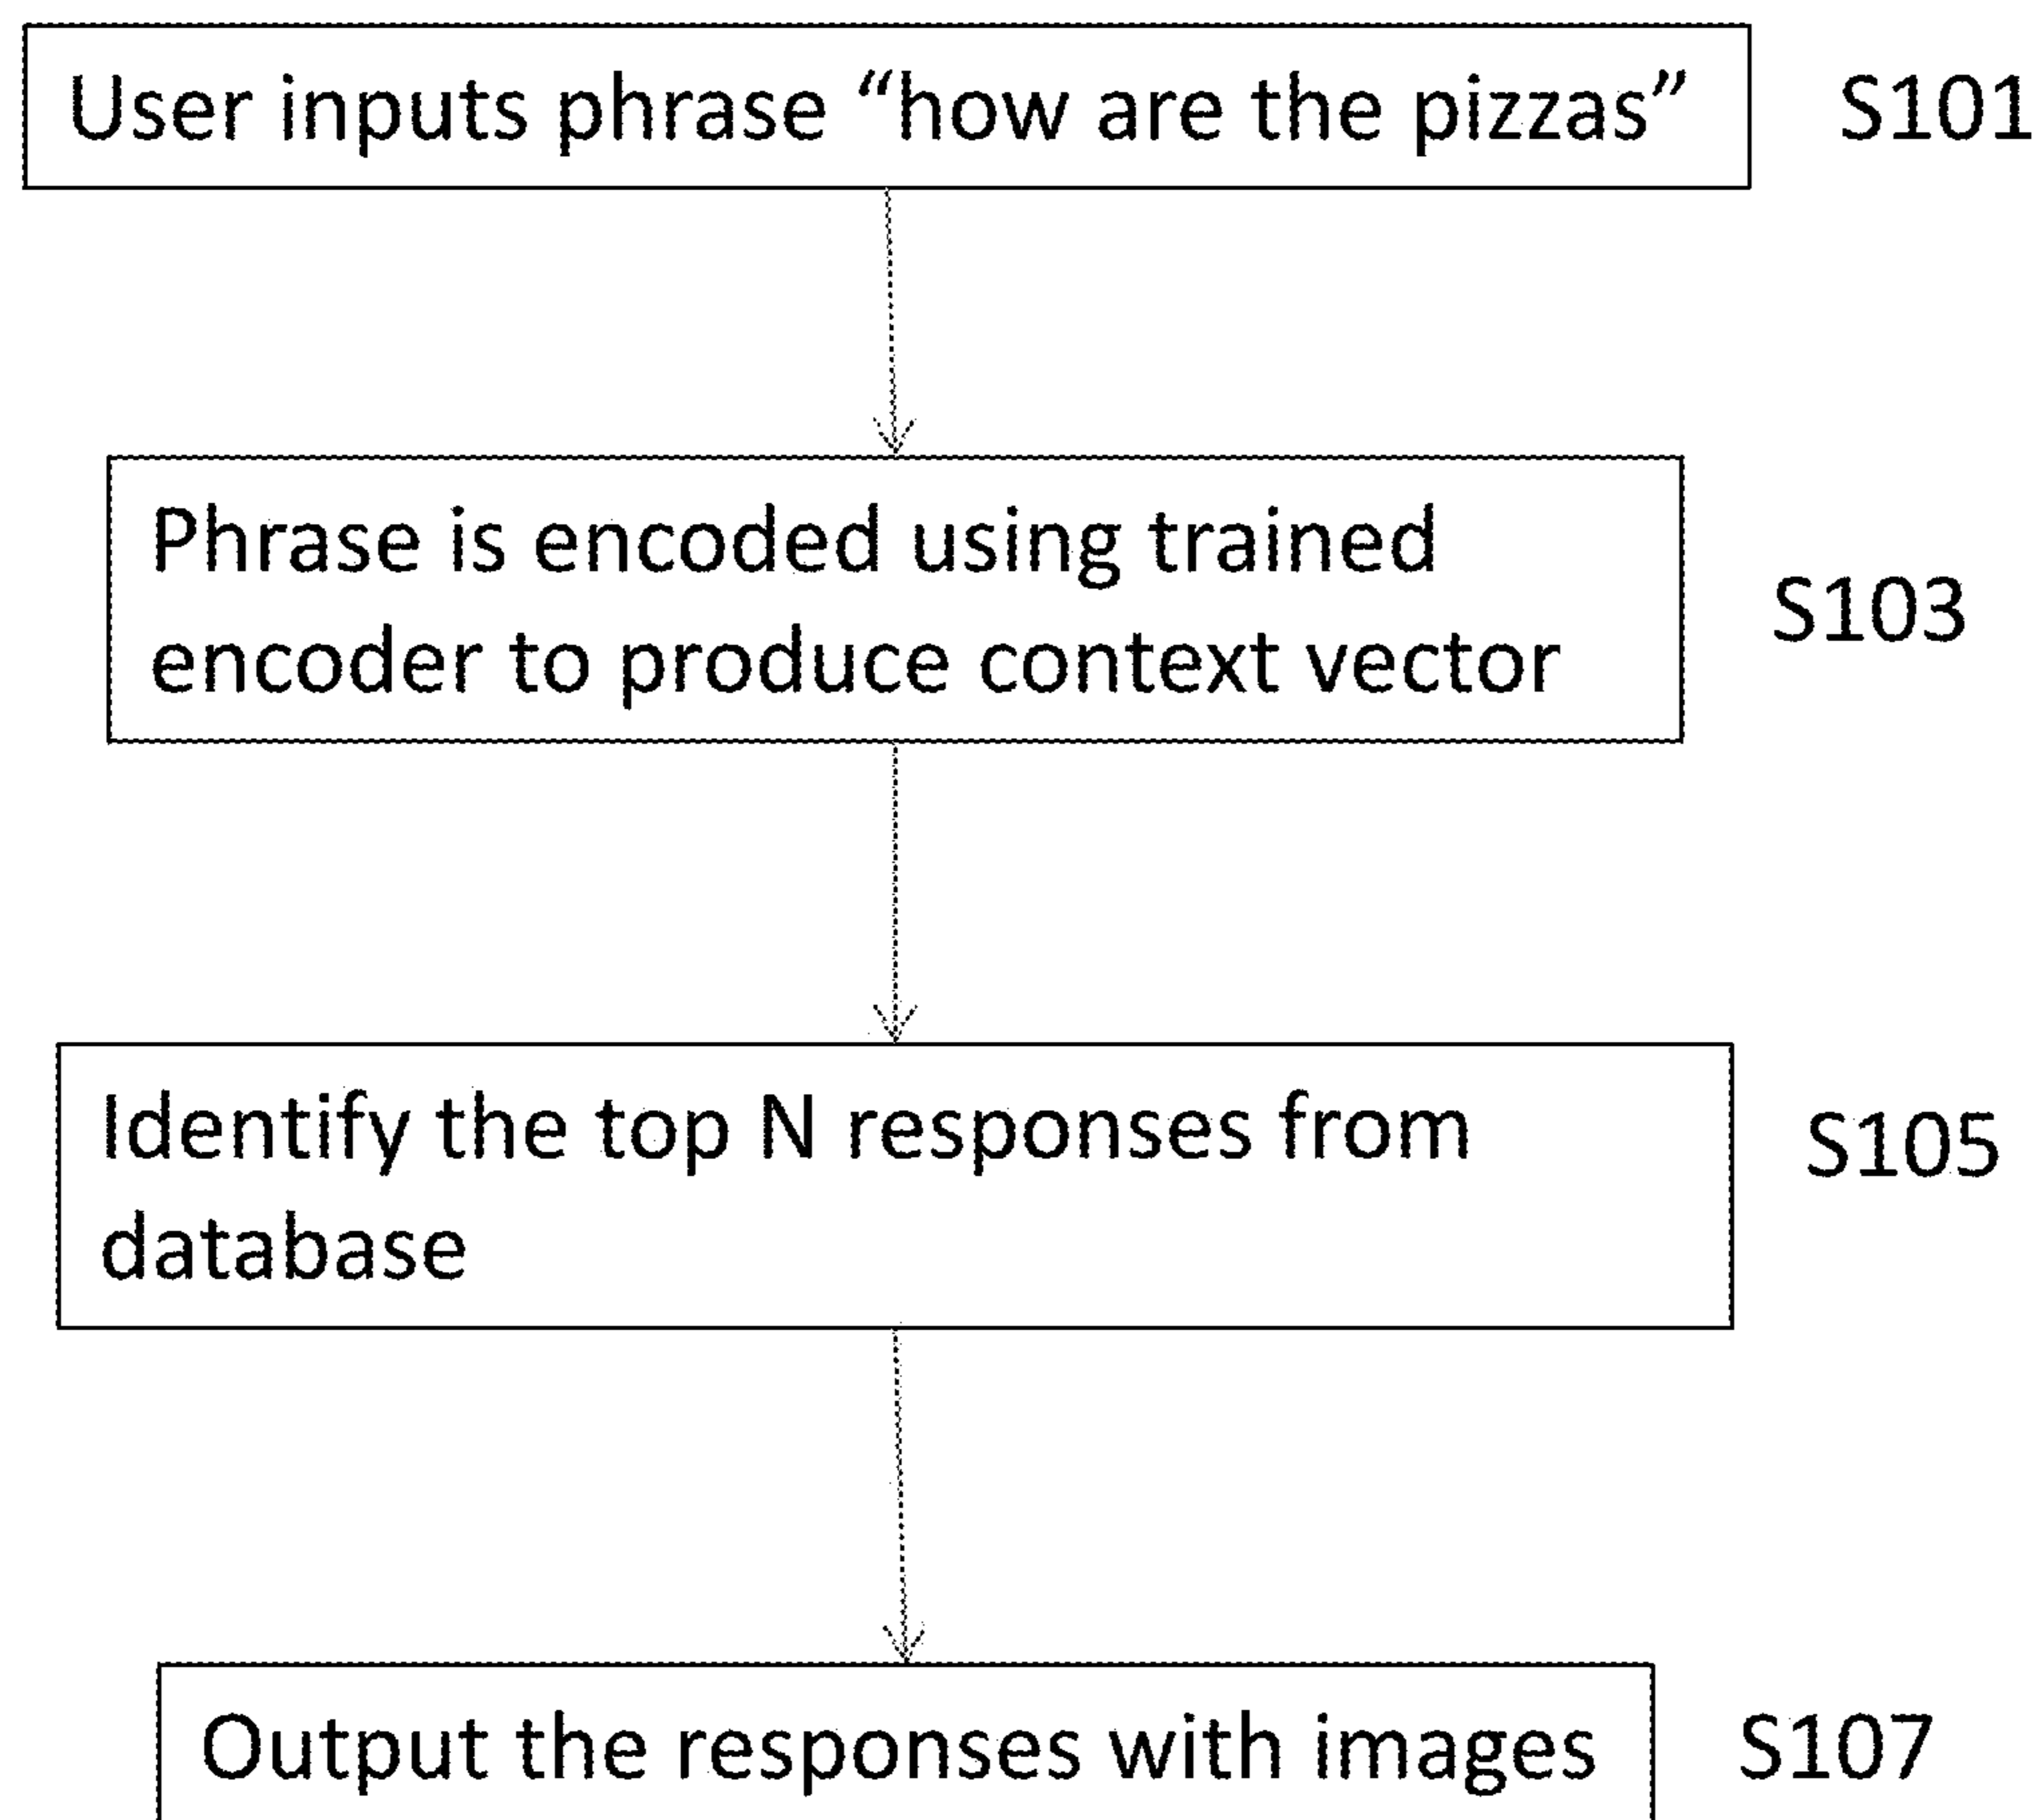 User inputs phrase “how are the pizzas” S101
Phrase is encoded using trained
encoder to produce context vector
S103
Identify the top N responses from
database
S105
Output the responses with images S107